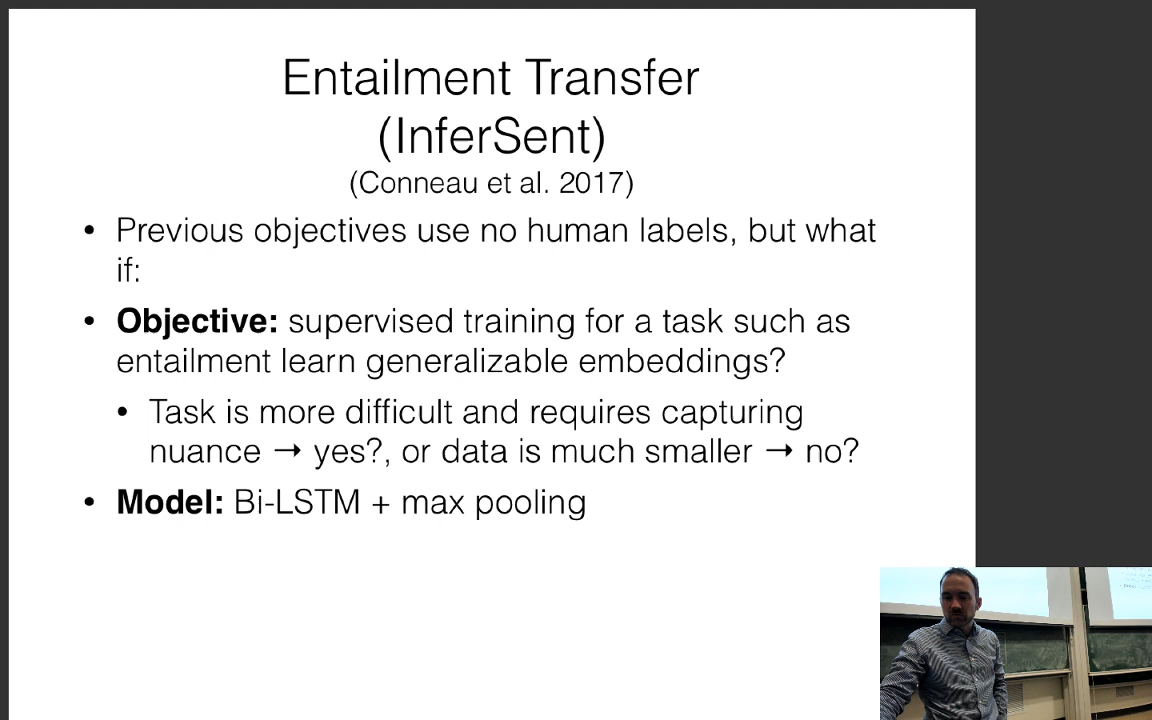 Entailment Transfer
(InferSent)
(Conneau et al. 2017)
• Previous objectives use no human labels, but what
if:
• Objective: supervised training for a task such as
entailment learn generalizable embeddings?
• Task is more difficult and requires capturing
nuance → yes?, or data is much smaller → no?
• Model: Bi-LSTM + max pooling